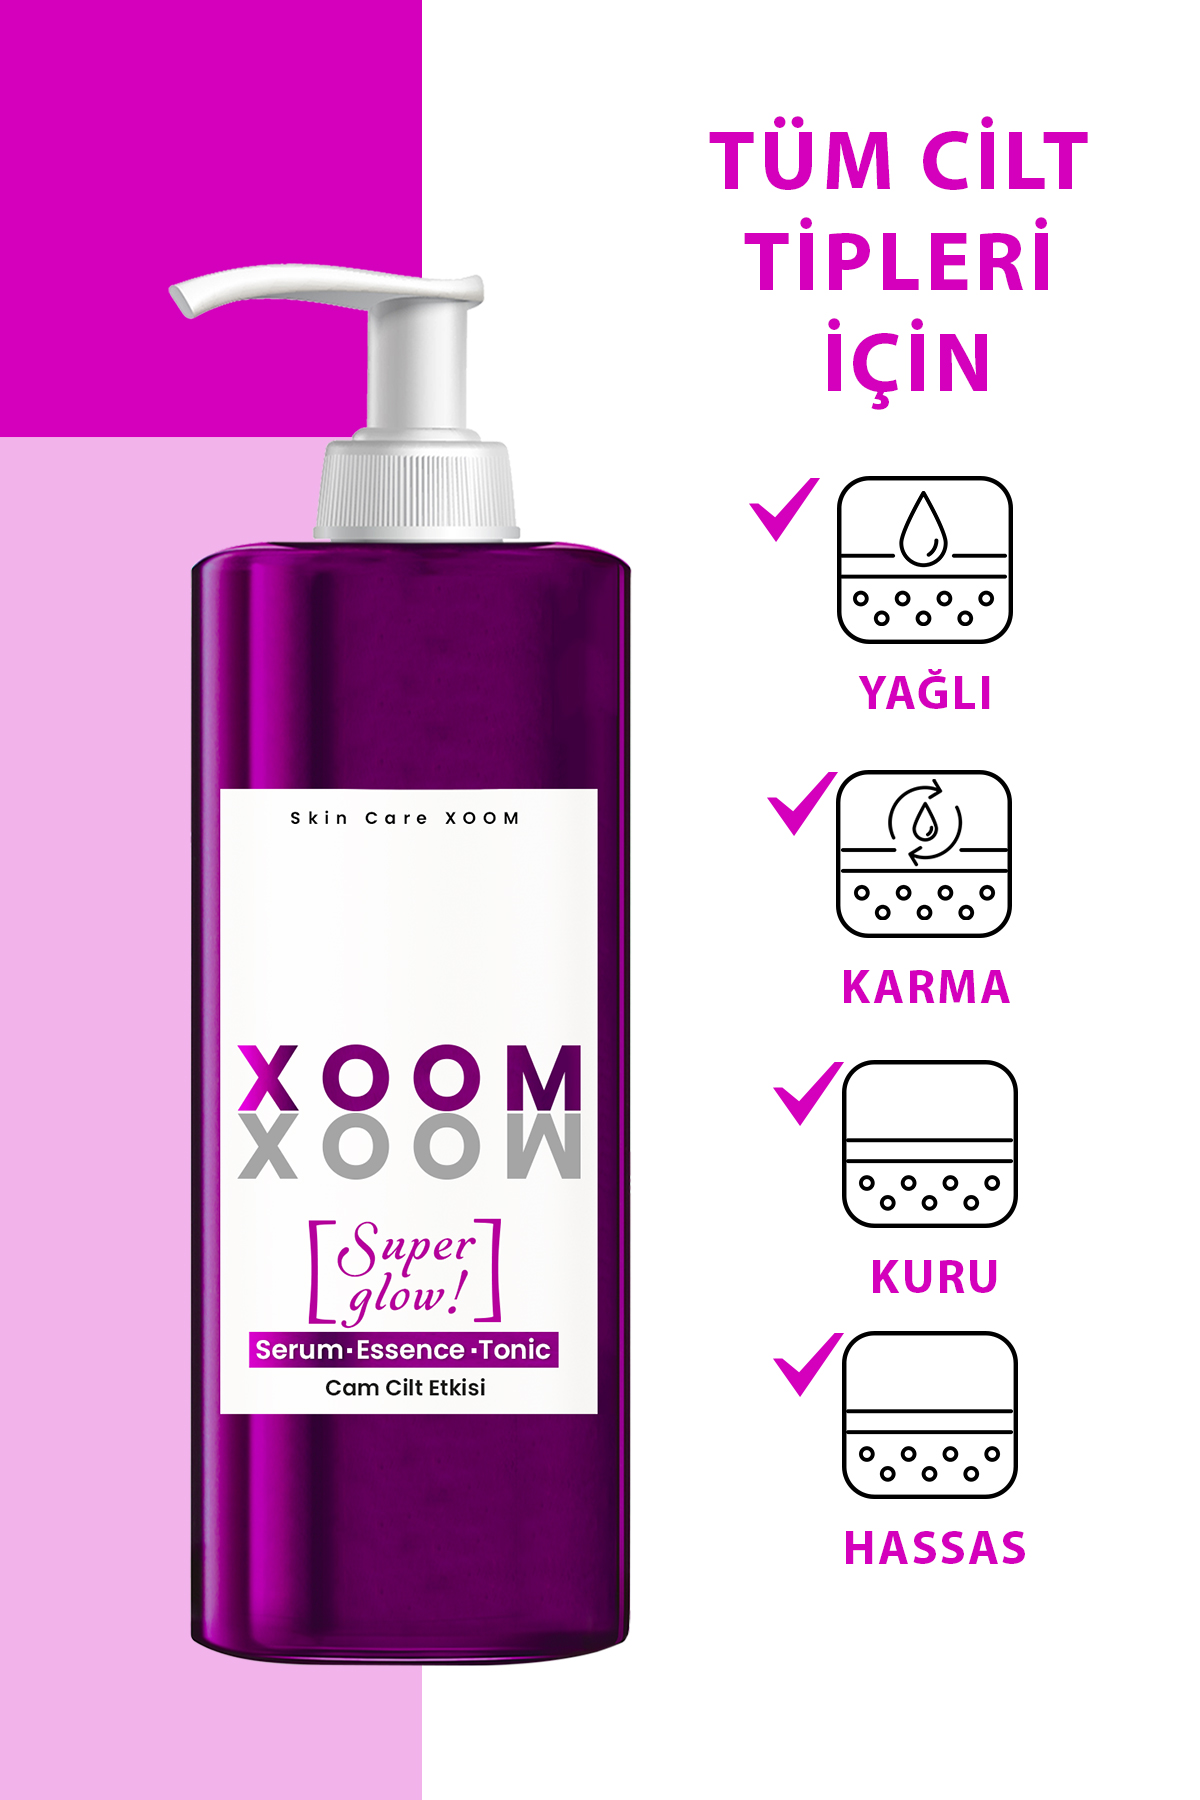 TÜM CİLT
TİPLERİ
İÇİN
YAĞLI
KARMA
KURU
HASSAS
Skin Care XOOM
XOOM
XOOM
[Super
glow!]
Serum·Essence·Tonic
Cam Cilt Etkisi